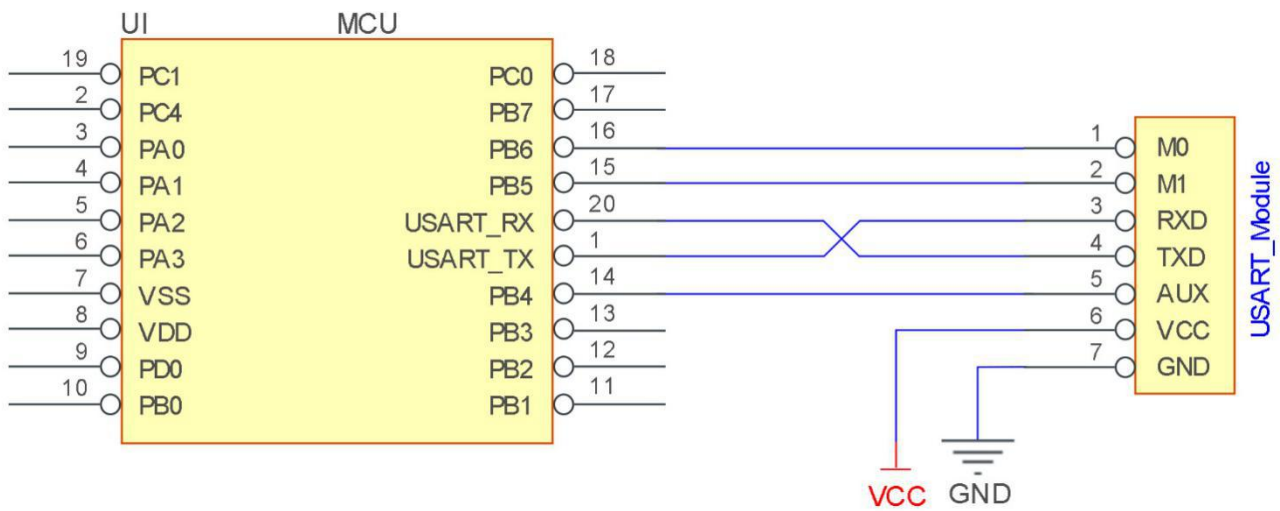 UI MCU
19 PC1 PC0 18
2 PC4 PB7 17
3 PA0 PB6 16 1 M0
4 PA1 PB5 15 2 M1
5 PA2 USART_RX 20 3 RXD
6 PA3 USART_TX 1 4 TXD
7 VSS PB4 14 5 AUX
8 VDD PB3 13 6 VCC
9 PD0 PB2 12 7 GND
10 PB0 PB1 11
USART_Module
VCC GND